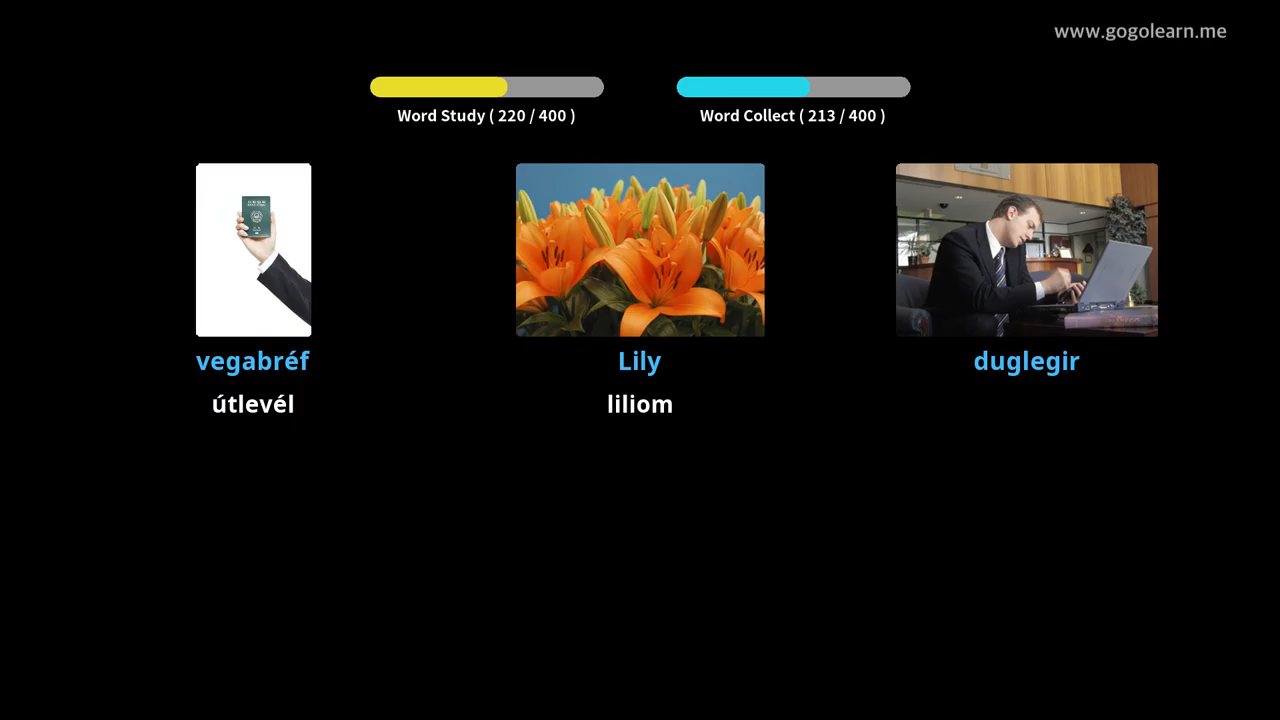 www.gogolearn.me
Word Study ( 220 / 400 )
Word Collect ( 213 / 400 )
vegabréf
Lily
duglegir
útlevél
liliom